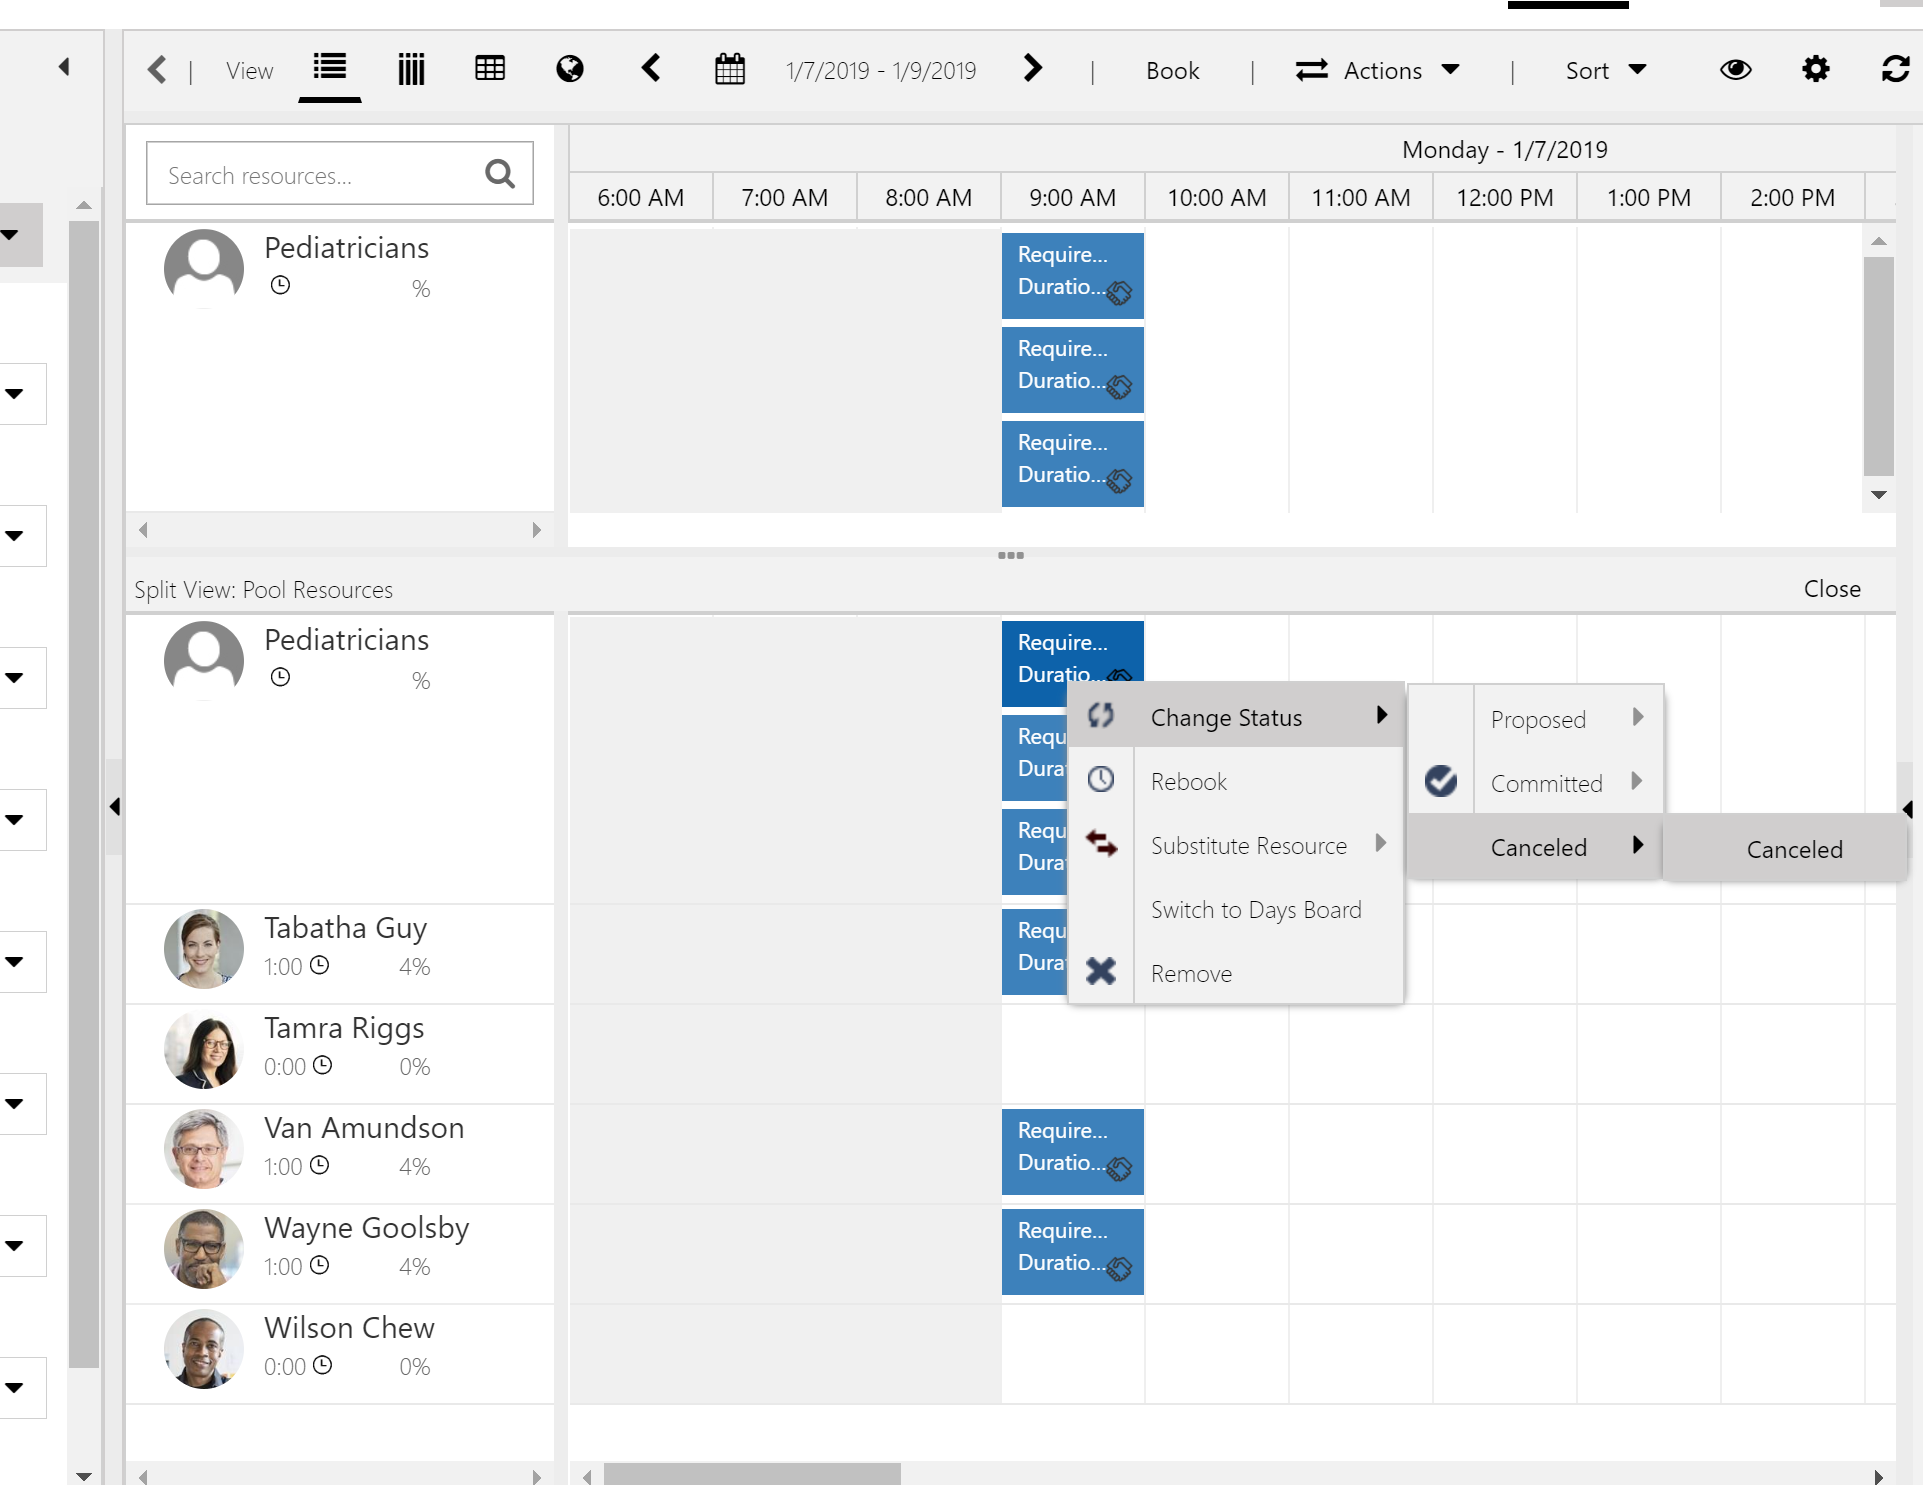 View 1/7/2019 - 1/9/2019 Book Actions Sort
Search resources...
Monday - 1/7/2019
6:00 AM 7:00 AM 8:00 AM 9:00 AM 10:00 AM 11:00 AM 12:00 PM 1:00 PM 2:00 PM
Pediatricians
%
Require...
Duratio...
Require...
Duratio...
Require...
Duratio...
Split View: Pool Resources Close
Pediatricians
%
Require...
Duratio...
Requ
Dura
Requ
Dura
Change Status
Rebook
Substitute Resource
Switch to Days Board
Remove
Proposed
Committed
Canceled
Canceled
Tabatha Guy
1:00 4%
Requ
Dura
Tamra Riggs
0:00 0%
Van Amundson
1:00 4%
Require...
Duratio...
Wayne Goolsby
1:00 4%
Require...
Duratio...
Wilson Chew
0:00 0%